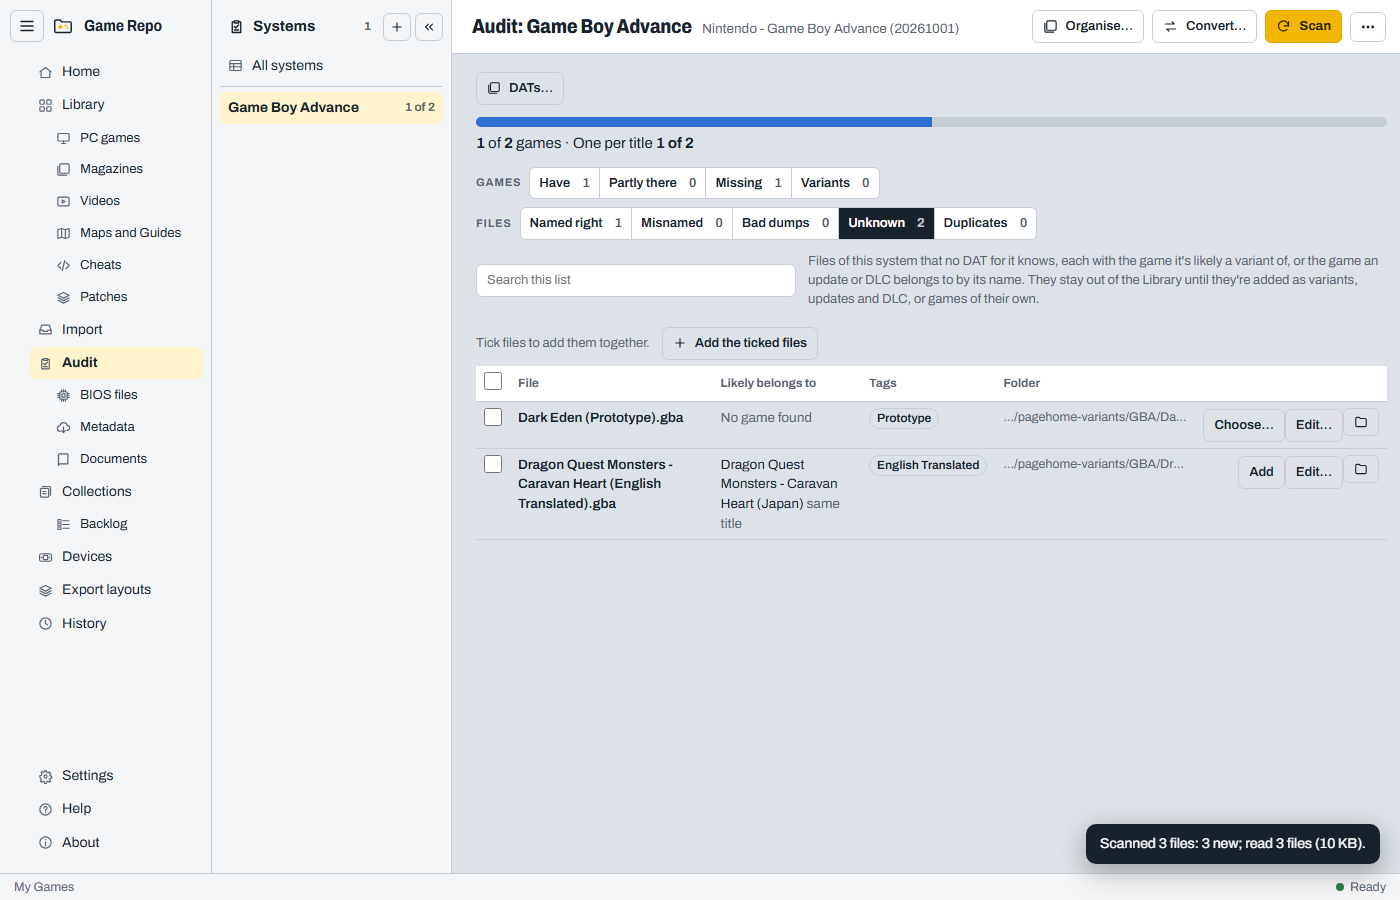 Game Repo
Home
Library
PC games
Magazines
Videos
Maps and Guides
Cheats
Patches
Import
Audit
BIOS files
Metadata
Documents
Collections
Backlog
Devices
Export layouts
History
Settings
Help
About
Systems 1
All systems
Game Boy Advance 1 of 2
Audit: Game Boy Advance Nintendo - Game Boy Advance (20261001)
Organise... Convert... Scan
DATs...
1 of 2 games · One per title 1 of 2
GAMES Have 1 Partly there 0 Missing 1 Variants 0
FILES Named right 1 Misnamed 0 Bad dumps 0 Unknown 2 Duplicates 0
Search this list
Files of this system that no DAT for it knows, each with the game it's likely a variant of, or the game an
update or DLC belongs to by its name. They stay out of the Library until they're added as variants,
updates and DLC, or games of their own.
Tick files to add them together. Add the ticked files
File Likely belongs to Tags Folder
Dark Eden (Prototype).gba No game found Prototype .../pagehome-variants/GBA/Da... Choose... Edit...
Dragon Quest Monsters -
Caravan Heart (English
Translated).gba
Dragon Quest
Monsters - Caravan
Heart (Japan) same
title
English Translated .../pagehome-variants/GBA/Dr... Add Edit...
Scanned 3 files: 3 new; read 3 files (10 KB).
My Games Ready